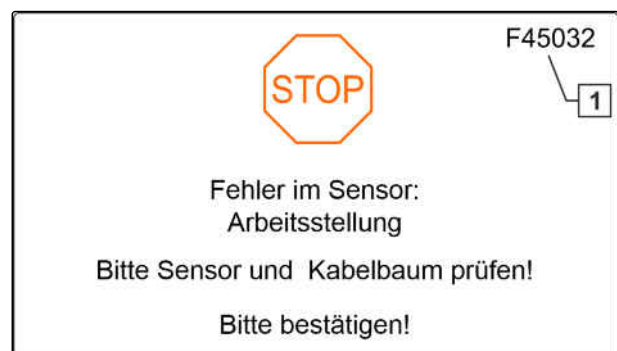 F45032
STOP
1
Fehler im Sensor:
Arbeitsstellung
Bitte Sensor und Kabelbaum prüfen!
Bitte bestätigen!